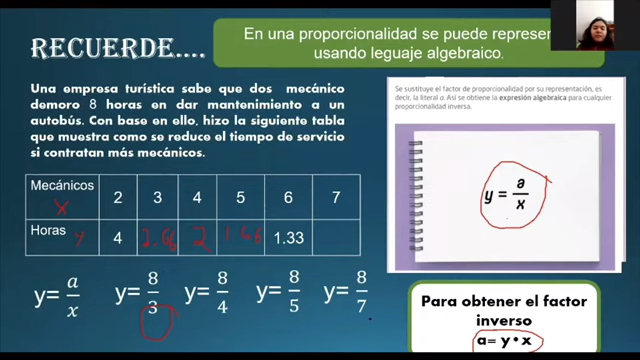 RECUERDE....
En una proporcionalidad se puede represen
usando leguaje algebraico.
Una empresa turística sabe que dos mecánico
demoro 8 horas en dar mantenimiento a un
autobús. Con base en ello, hizo la siguiente tabla
que muestra como se reduce el tiempo de servicio
si contratan más mecánicos.
Se sustituye el factor de proporcionalidad por su representación, es
decir, la literal a. Así se obtiene la expresión algebraica para cualquier
proporcionalidad inversa.
y = a/x
Mecánicos x 2 3 4 5 6 7
Horas y 4 2.66 2 1.66 1.33
y= a/x y= 8/3 y= 8/4 y= 8/5 y= 8/7
Para obtener el factor
inverso
a= y•x